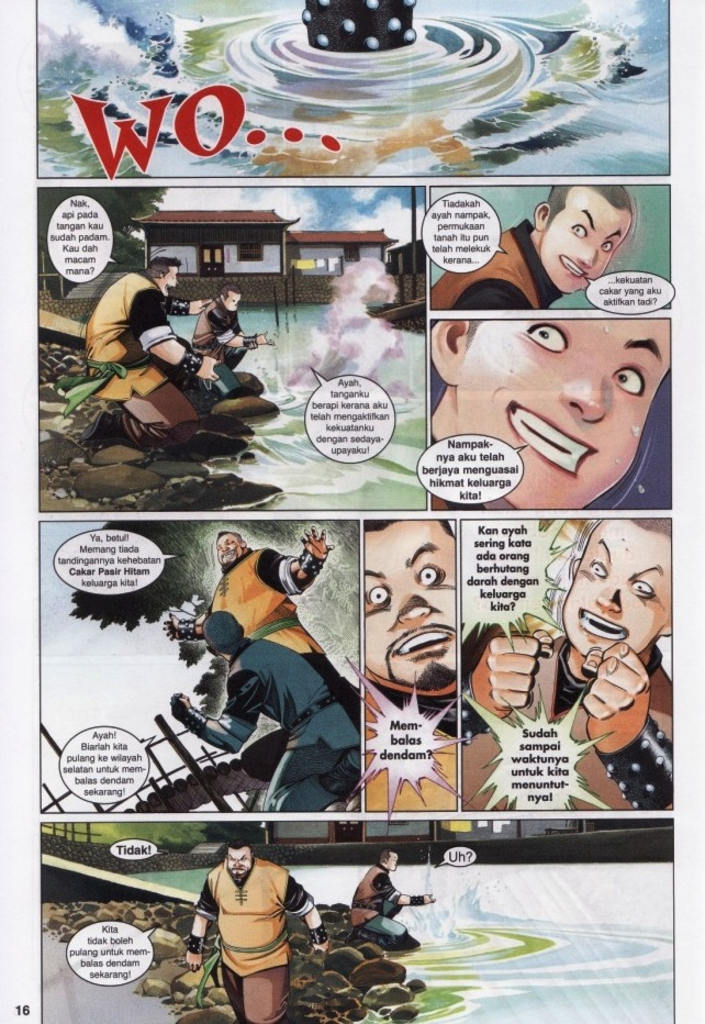 WO...
Nak,
api pada
tangan kau
sudah padam.
Kau dah
macam
mana?
Ayah,
tanganku
berapi kerana aku
telah mengaktifkan
kekuatanku
dengan sedaya-
upayaku!
Tiadakah
ayah nampak,
permukaan
tanah itu pun
telah melekuk
kerana...
...kekuatan
cakar yang aku
aktifkan tadi?
Nampak-
nya aku telah
berjaya menguasai
hikmat keluarga
kita!
Ya, betul!
Memang tiada
tandingannya kehebatan
Cakar Pasir Hitam
keluarga kita!
Ayah!
Biarlah kita
pulang ke wilayah
selatan untuk mem-
balas dendam
sekarang!
Mem-
balas
dendam?
Kan ayah
sering kata
ada orang
berhutang
darah dengan
keluarga
kita?
Sudah
sampai
waktunya
untuk kita
menuntut-
nya!
Tidak!
Uh?
Kita
tidak boleh
pulang untuk mem-
balas dendam
sekarang!
16